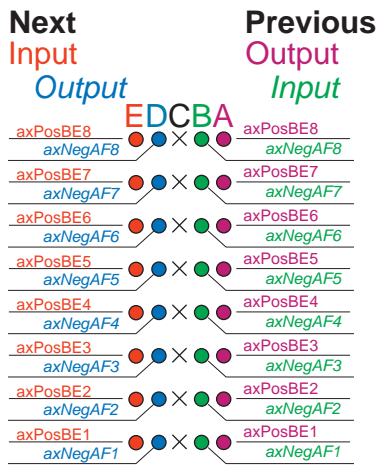 Next Previous
Input Output
Output Input
EDCBA
axPosBE8 axPosBE8
axNegAF8 axNegAF8
axPosBE7 axPosBE7
axNegAF7 axNegAF7
axPosBE6 axPosBE6
axNegAF6 axNegAF6
axPosBE5 axPosBE5
axNegAF5 axNegAF5
axPosBE4 axPosBE4
axNegAF4 axNegAF4
axPosBE3 axPosBE3
axNegAF3 axNegAF3
axPosBE2 axPosBE2
axNegAF2 axNegAF2
axPosBE1 axPosBE1
axNegAF1 axNegAF1